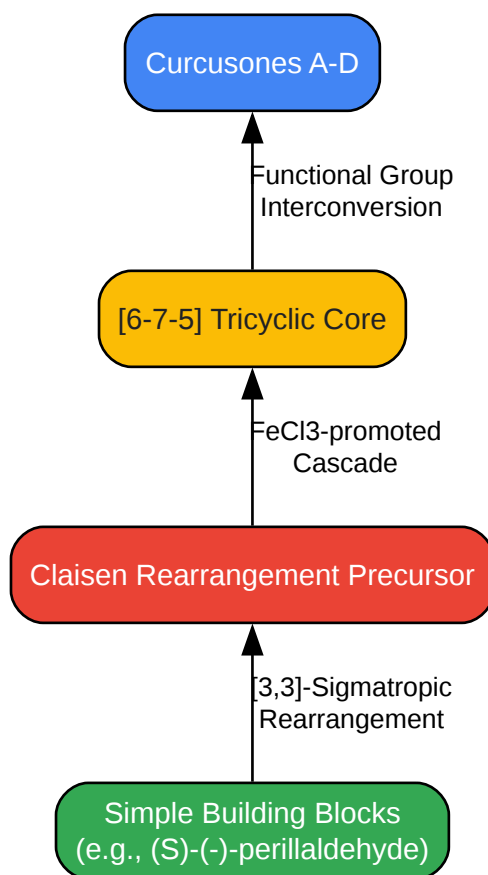 Curcusones A-D
Functional Group
Interconversion
[6-7-5] Tricyclic Core
FeCl3-promoted
Cascade
Claisen Rearrangement Precursor
[3,3]-Sigmatropic
Rearrangement
Simple Building Blocks
(e.g., (S)-(-)-perillaldehyde)